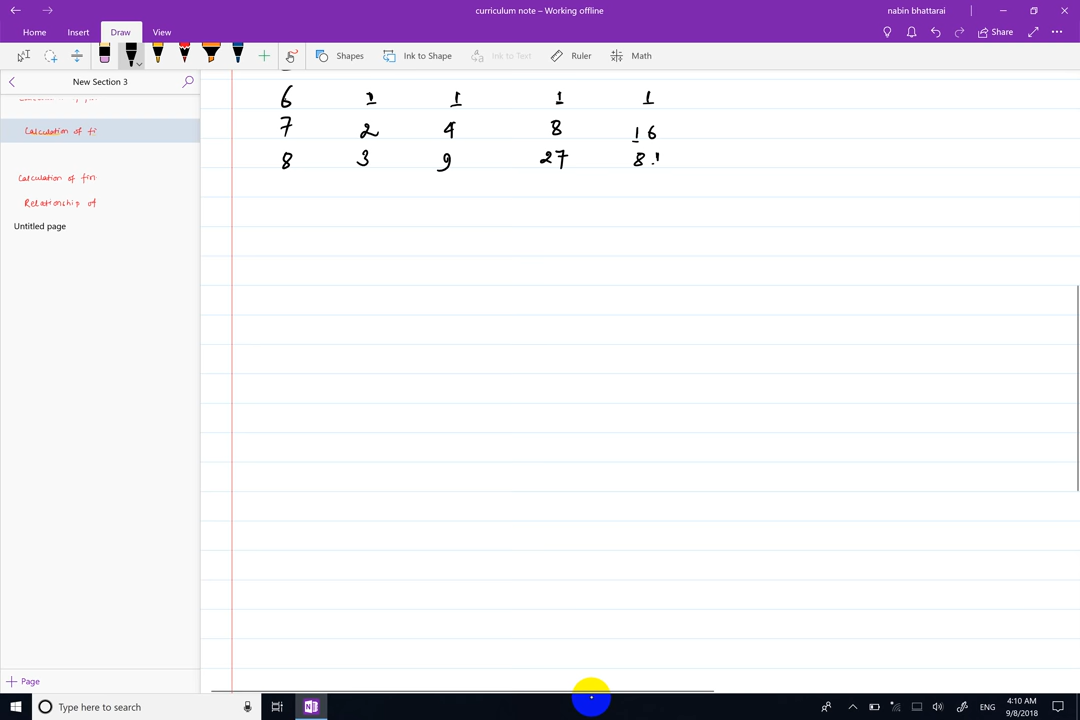 curriculum note – Working offline
nabin bhattarai
Home Insert Draw View
Share
Shapes Ink to Shape Ink to Text Ruler Math
New Section 3
Calculation of fi
Calculation of fin
Relationship of
Untitled page
6 1 1 1 1
7 2 4 8 16
8 3 9 27 81
+ Page
Type here to search
ENG
4:10 AM
9/8/2018